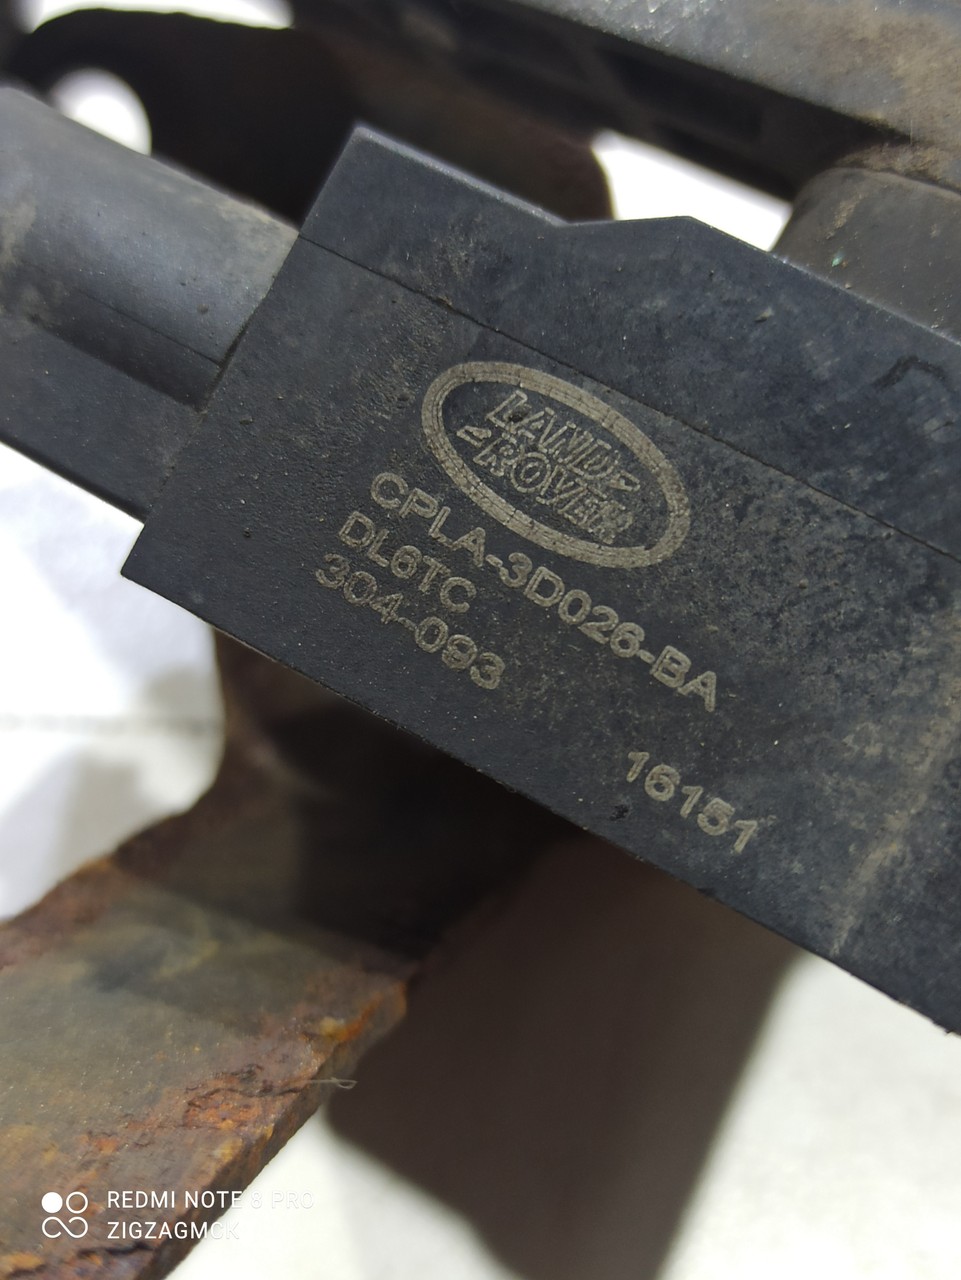 LAND
ROVER
CPLA-3D026-BA
DL6TC
304-093
16151
REDMI NOTE 8 PRO
ZIGZAGMCK